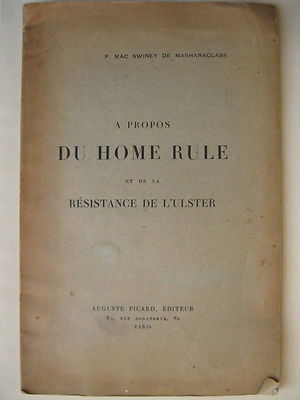 P. MAC SWINEY DE MASHANAGLASS
A PROPOS
DU HOME RULE
ET DE LA
RÉSISTANCE DE L'ULSTER
AUGUSTE PICARD, ÉDITEUR
82, RUE BONAPARTE, 82
PARIS